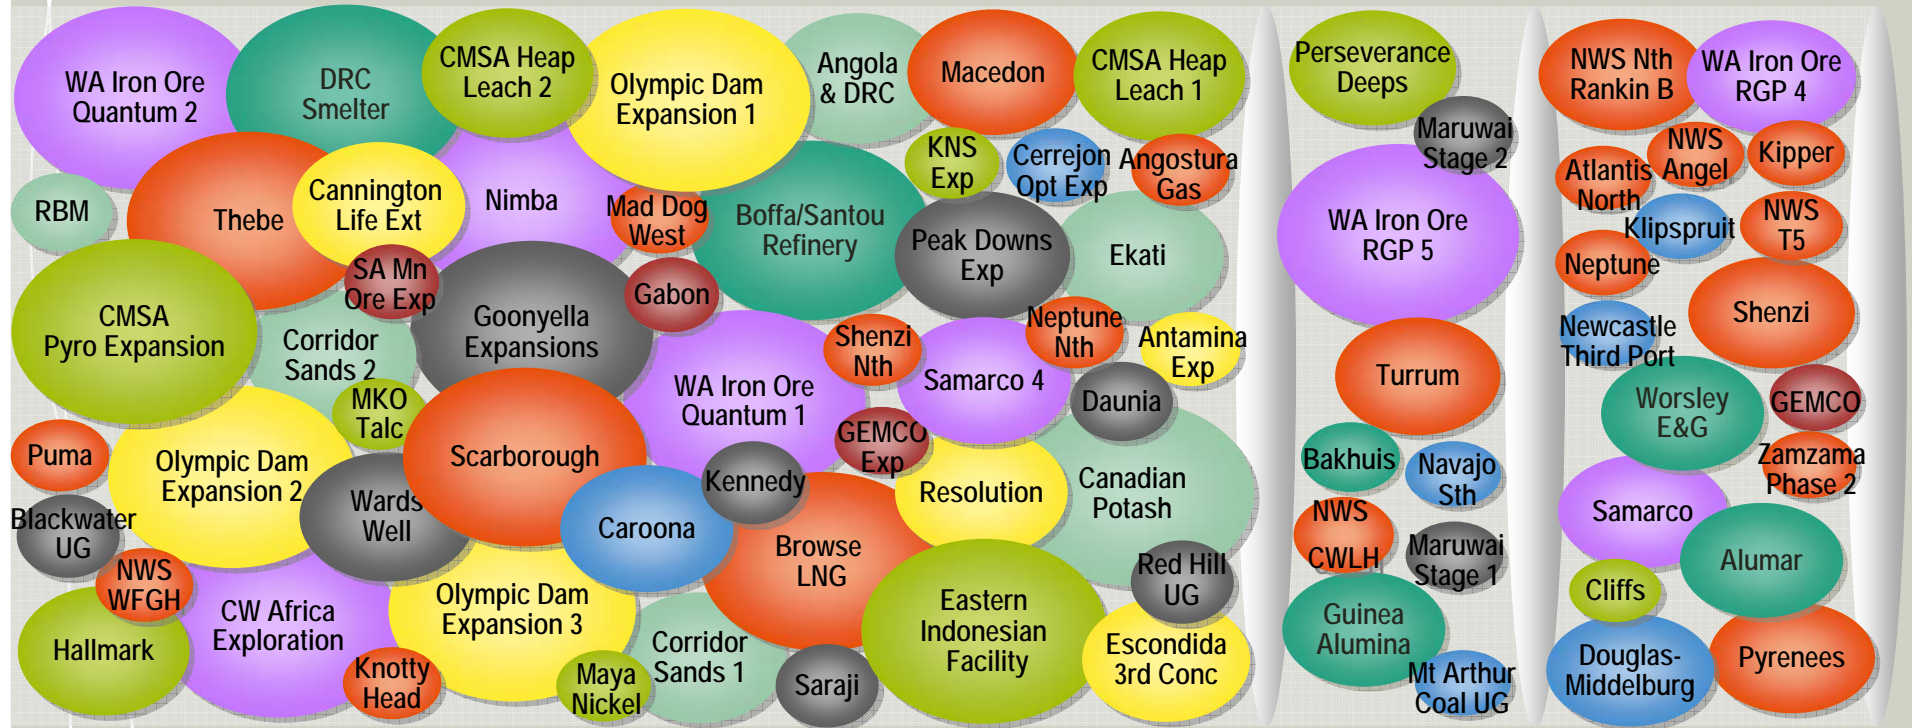 WA Iron Ore
Quantum 2
DRC
Smelter
CMSA Heap
Leach 2
Olympic Dam
Expansion 1
Angola
& DRC
Macedon
CMSA Heap
Leach 1
RBM
Thebe
Cannington
Life Ext
Nimba
Mad Dog
West
Boffa/Santou
Refinery
KNS
Exp
Cerrejon
Opt Exp
Angostura
Gas
Peak Downs
Exp
Ekati
CMSA
Pyro Expansion
SA Mn
Ore Exp
Corridor
Sands 2
Goonyella
Expansions
Gabon
Shenzi
Nth
Neptune
Nth
Antamina
Exp
MKO
Talc
WA Iron Ore
Quantum 1
Samarco 4
Daunia
Puma
Olympic Dam
Expansion 2
Scarborough
GEMCO
Exp
Blackwater
UG
Wards
Well
Caroona
Kennedy
Resolution
Canadian
Potash
NWS
WFGH
Browse
LNG
Red Hill
UG
Hallmark
CW Africa
Exploration
Olympic Dam
Expansion 3
Eastern
Indonesian
Facility
Knotty
Head
Maya
Nickel
Corridor
Sands 1
Saraji
Escondida
3rd Conc
Perseverance
Deeps
Maruwai
Stage 2
WA Iron Ore
RGP 5
Turrum
Bakhuis
Navajo
Sth
NWS
CWLH
Maruwai
Stage 1
Guinea
Alumina
Mt Arthur
Coal UG
NWS Nth
Rankin B
WA Iron Ore
RGP 4
Atlantis
North
NWS
Angel
Kipper
Klipspruit
NWS
T5
Neptune
Newcastle
Third Port
Shenzi
Worsley
E&G
GEMCO
Zamzama
Phase 2
Samarco
Alumar
Cliffs
Douglas-
Middelburg
Pyrenees